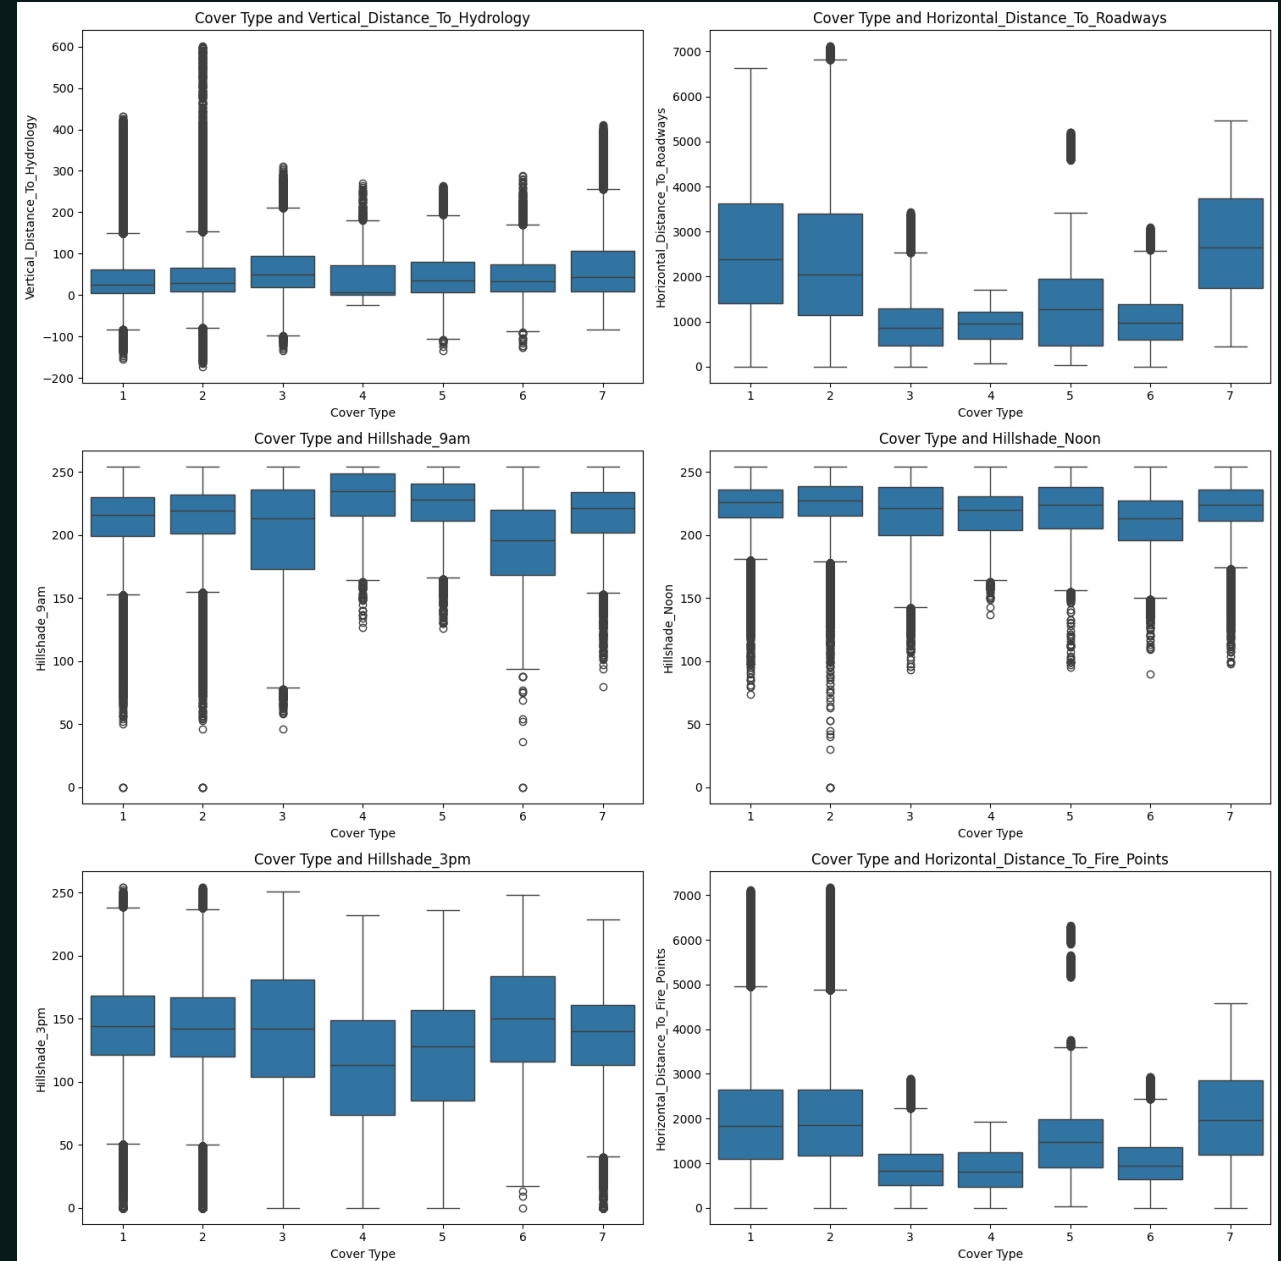 Cover Type and Vertical_Distance_To_Hydrology
Vertical_Distance_To_Hydrology
600
500
400
300
200
100
0
−100
−200
1 2 3 4 5 6 7
Cover Type
Cover Type and Horizontal_Distance_To_Roadways
Horizontal_Distance_To_Roadways
7000
6000
5000
4000
3000
2000
1000
0
1 2 3 4 5 6 7
Cover Type
Cover Type and Hillshade_9am
Hillshade_9am
250
200
150
100
50
0
1 2 3 4 5 6 7
Cover Type
Cover Type and Hillshade_Noon
Hillshade_Noon
250
200
150
100
50
0
1 2 3 4 5 6 7
Cover Type
Cover Type and Hillshade_3pm
Hillshade_3pm
250
200
150
100
50
0
1 2 3 4 5 6 7
Cover Type
Cover Type and Horizontal_Distance_To_Fire_Points
Horizontal_Distance_To_Fire_Points
7000
6000
5000
4000
3000
2000
1000
0
1 2 3 4 5 6 7
Cover Type